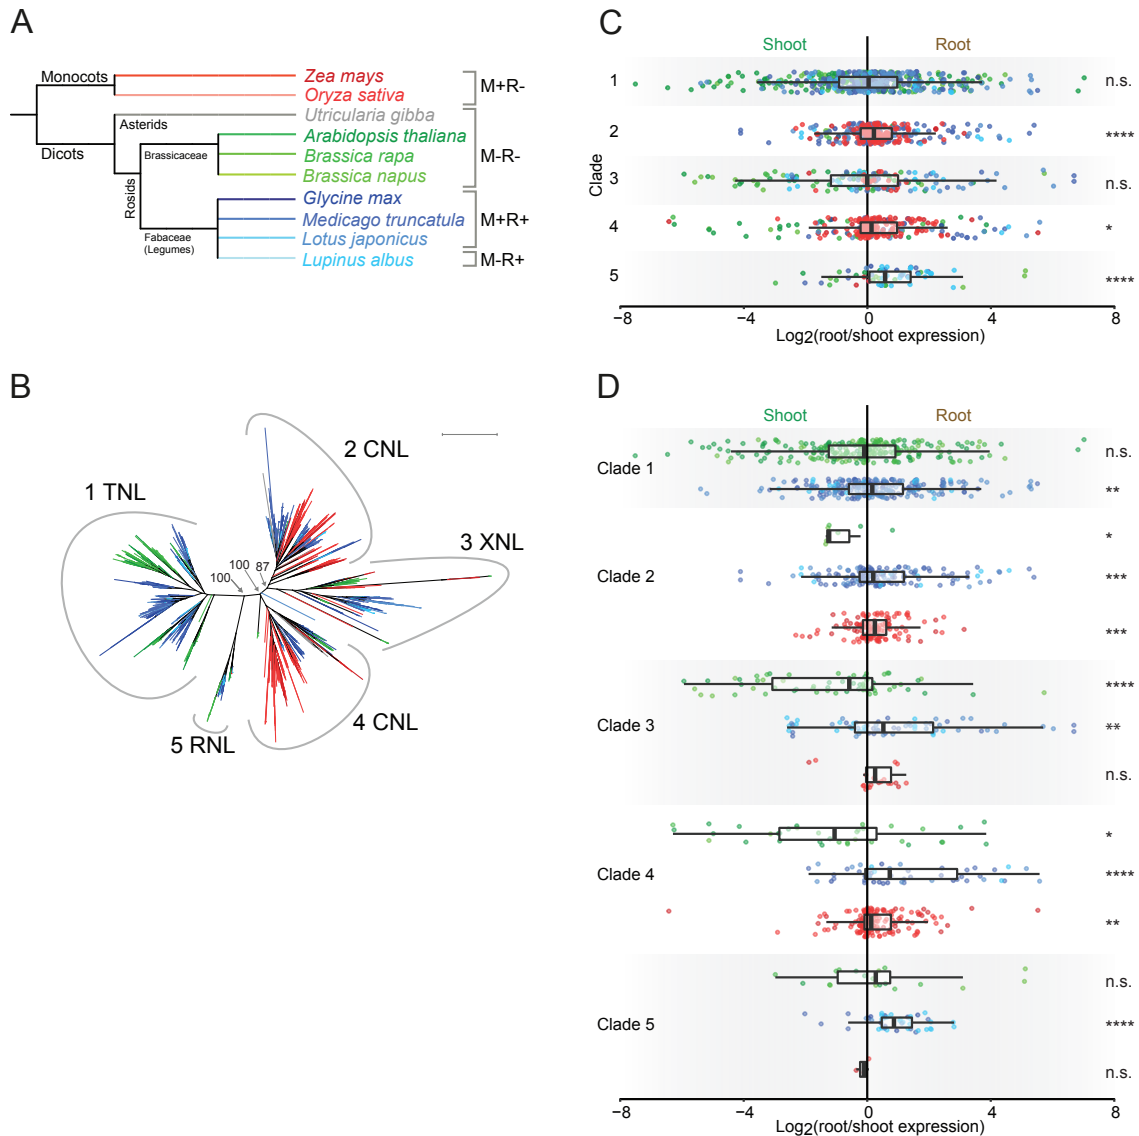 A
Monocots
Zea mays
Oryza sativa
M+R-
Asterids
Utricularia gibba
Dicots
Brassicaceae
Arabidopsis thaliana
Brassica rapa
Brassica napus
M-R-
Rosids
Glycine max
Medicago truncatula
M+R+
Fabaceae
(Legumes)
Lotus japonicus
Lupinus albus
M-R+
B
1 TNL
2 CNL
3 XNL
4 CNL
5 RNL
100
100
87
C
Shoot
Root
Clade
1
n.s.
2
****
3
n.s.
4
*
5
****
−8
−4
0
4
8
Log2(root/shoot expression)
D
Shoot
Root
Clade 1
n.s.
**
Clade 2
*
***
***
Clade 3
****
**
n.s.
Clade 4
*
****
**
Clade 5
n.s.
****
n.s.
−8
−4
0
4
8
Log2(root/shoot expression)